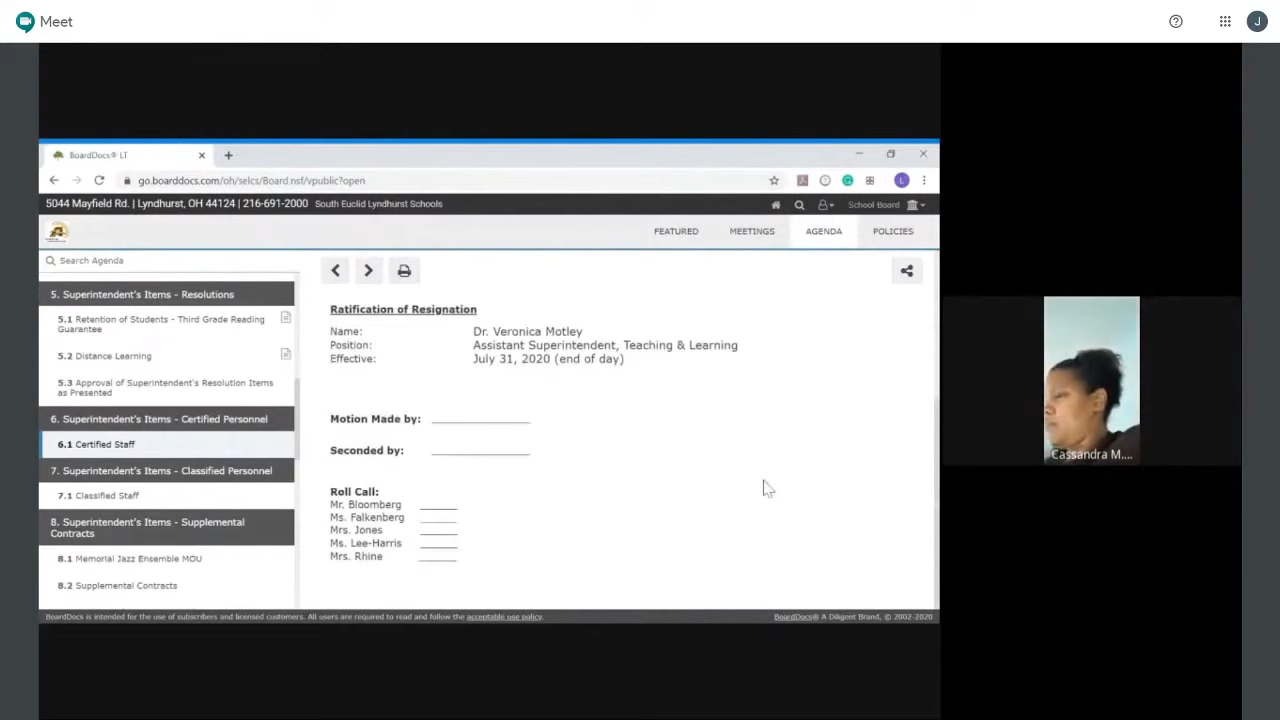 Meet
J
BoardDocs® LT
go.boarddocs.com/oh/selcs/Board.nsf/vpublic?open
L
5044 Mayfield Rd. | Lyndhurst, OH 44124 | 216-691-2000 South Euclid Lyndhurst Schools
School Board
FEATURED MEETINGS AGENDA POLICIES
Search Agenda
5. Superintendent's Items - Resolutions
5.1 Retention of Students - Third Grade Reading
Guarantee
5.2 Distance Learning
5.3 Approval of Superintendent's Resolution Items
as Presented
6. Superintendent's Items - Certified Personnel
6.1 Certified Staff
7. Superintendent's Items - Classified Personnel
7.1 Classified Staff
8. Superintendent's Items - Supplemental
Contracts
8.1 Memorial Jazz Ensemble MOU
8.2 Supplemental Contracts
Ratification of Resignation
Name: Dr. Veronica Motley
Position: Assistant Superintendent, Teaching & Learning
Effective: July 31, 2020 (end of day)
Motion Made by:
Seconded by:
Roll Call:
Mr. Bloomberg
Ms. Falkenberg
Mrs. Jones
Ms. Lee-Harris
Mrs. Rhine
Cassandra M....
BoardDocs is intended for the use of subscribers and licensed customers. All users are required to read and follow the acceptable use policy.
BoardDocs® A Diligent Brand, © 2002-2020